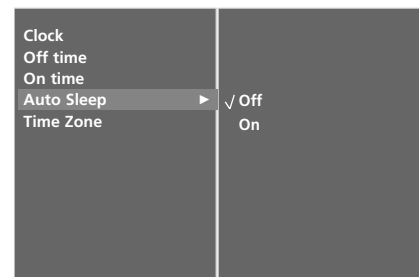 Clock
Off time
On time
Auto Sleep ►
Time Zone
√ Off
On